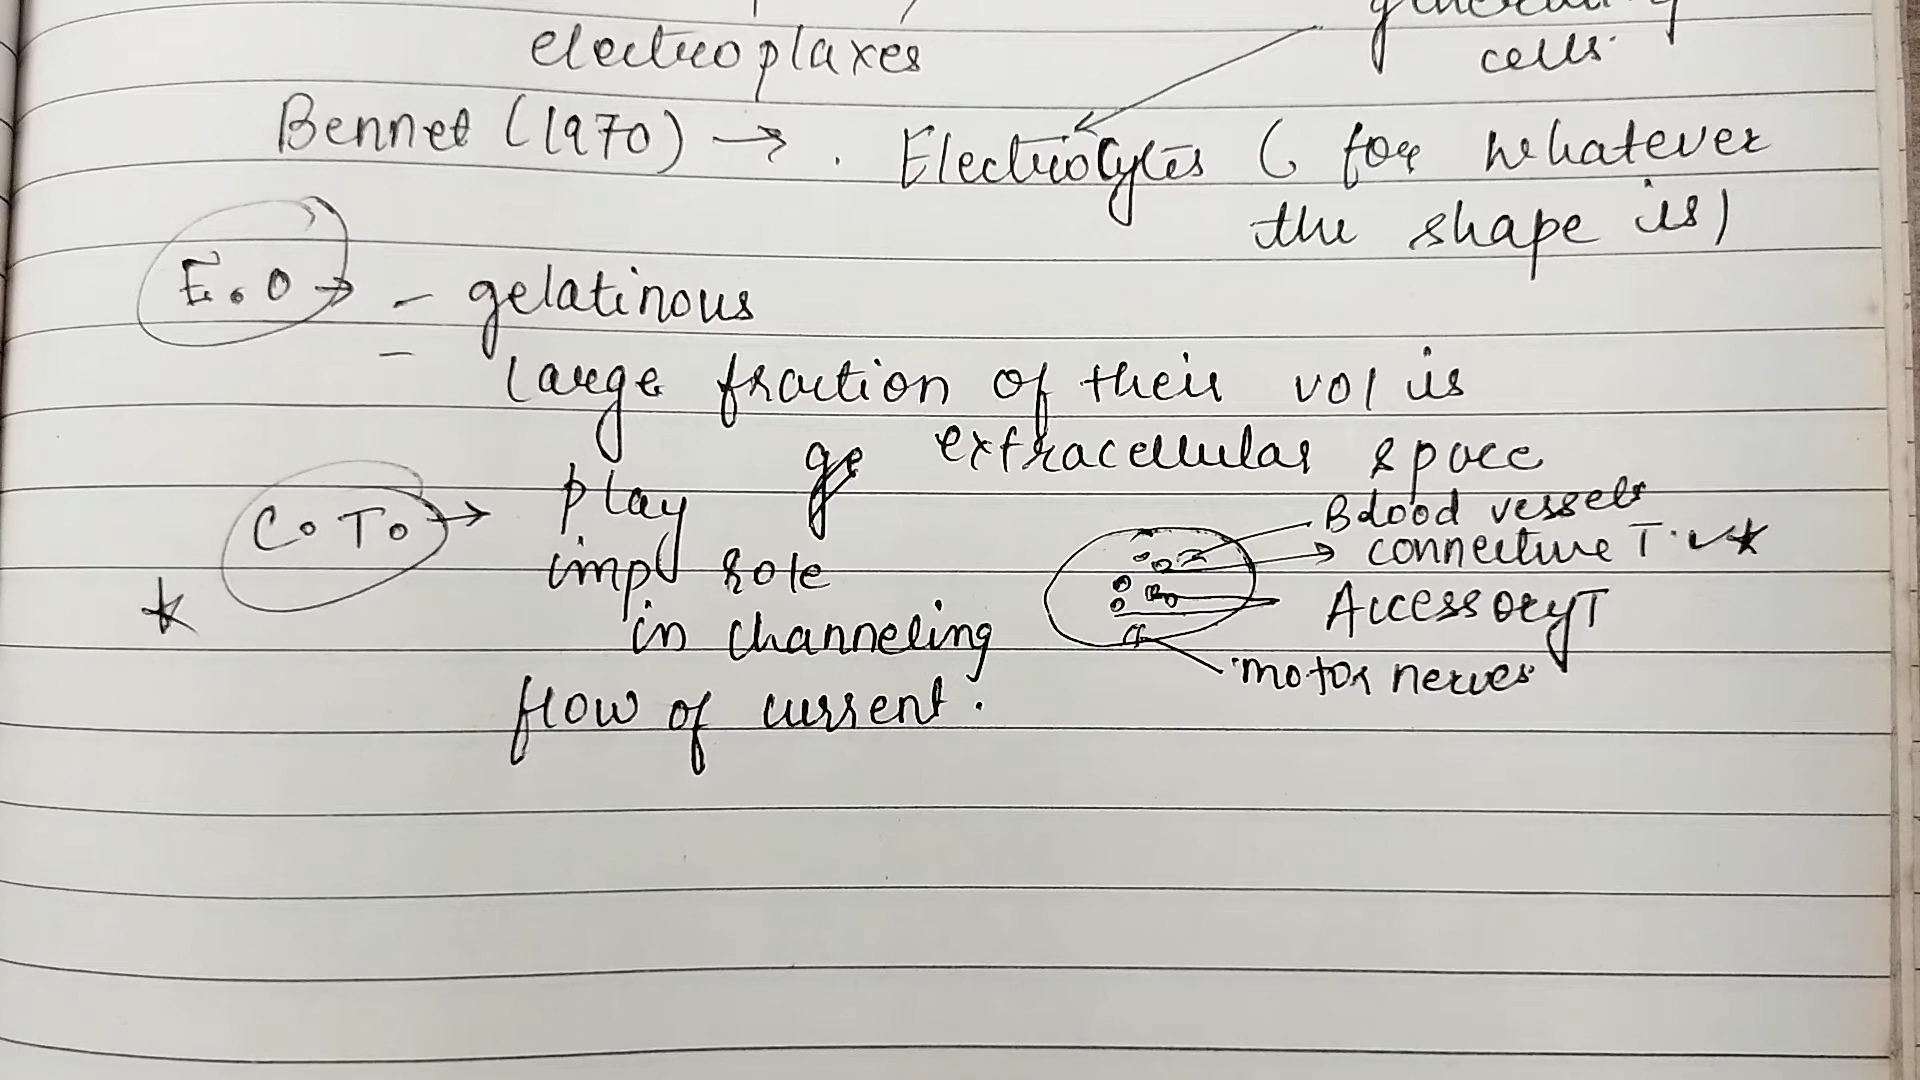 generating
electroplaxes
cells.
Bennet (1970) → . Electrocytes ( for whatever
the shape is)
E.O → - gelatinous
- large fraction of their vol is
extracellular space
C.T. → play
imp role
in channeling
flow of current.
Blood vessels
connective T.
Accessory T
motor nerves